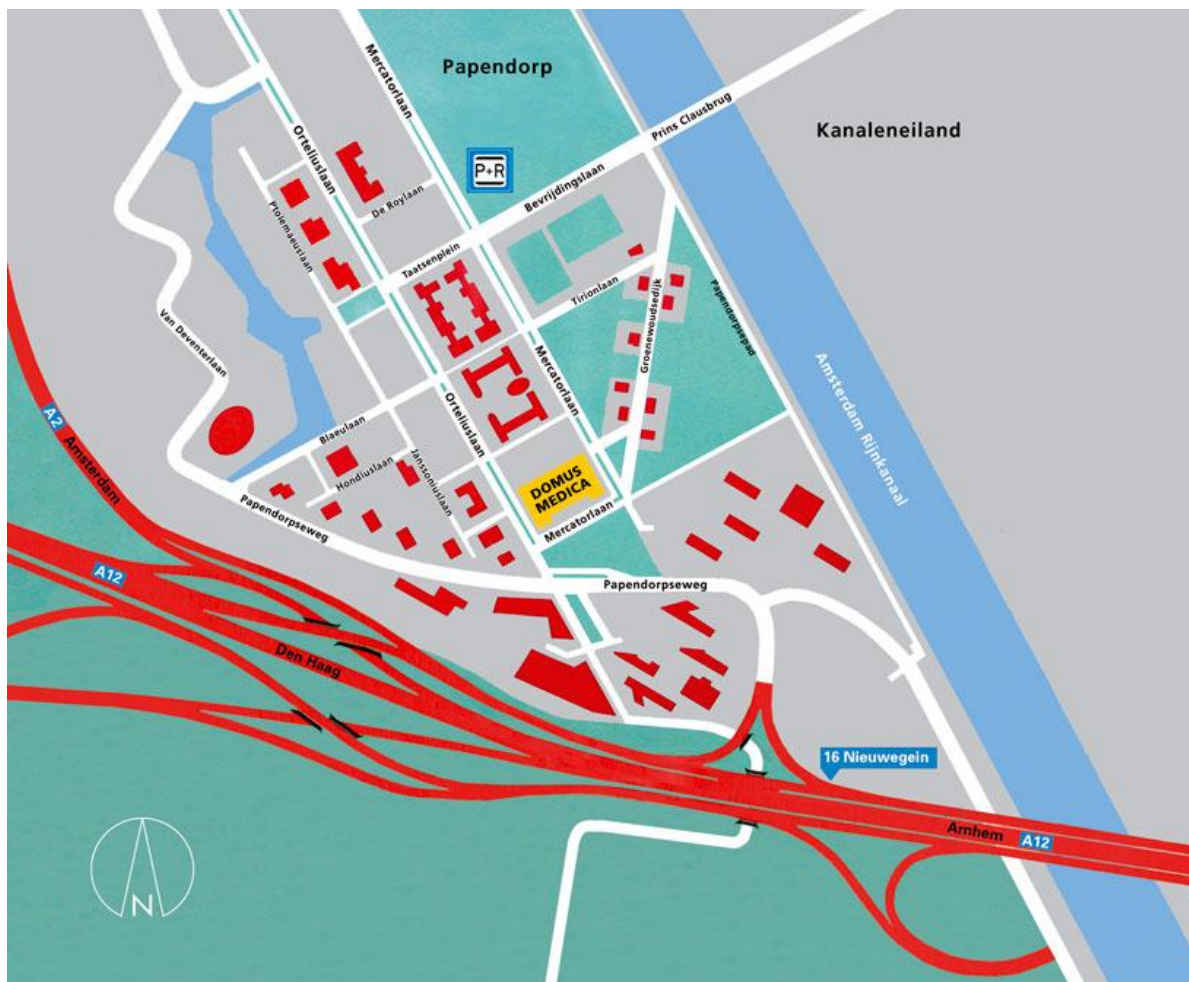 Papendorp
Mercatorlaan
Prins Clausbrug
Kanaleneiland
Orteliuslaan
P+R
Bevrijdingslaan
De Roylaan
Ptolemaeuslaan
Taatsenplein
Tirionlaan
Groenewoudsedijk
Papendorpsepad
Van Deventerlaan
Mercatorlaan
Amsterdam Rijnkanaal
Orteliuslaan
A2
Amsterdam
Blaeulaan
Hondiuslaan
Janssoniuslaan
DOMUS
MEDICA
Papendorpseweg
Mercatorlaan
A12
Papendorpseweg
Den Haag
16 Nieuwegein
Arnhem
A12
N